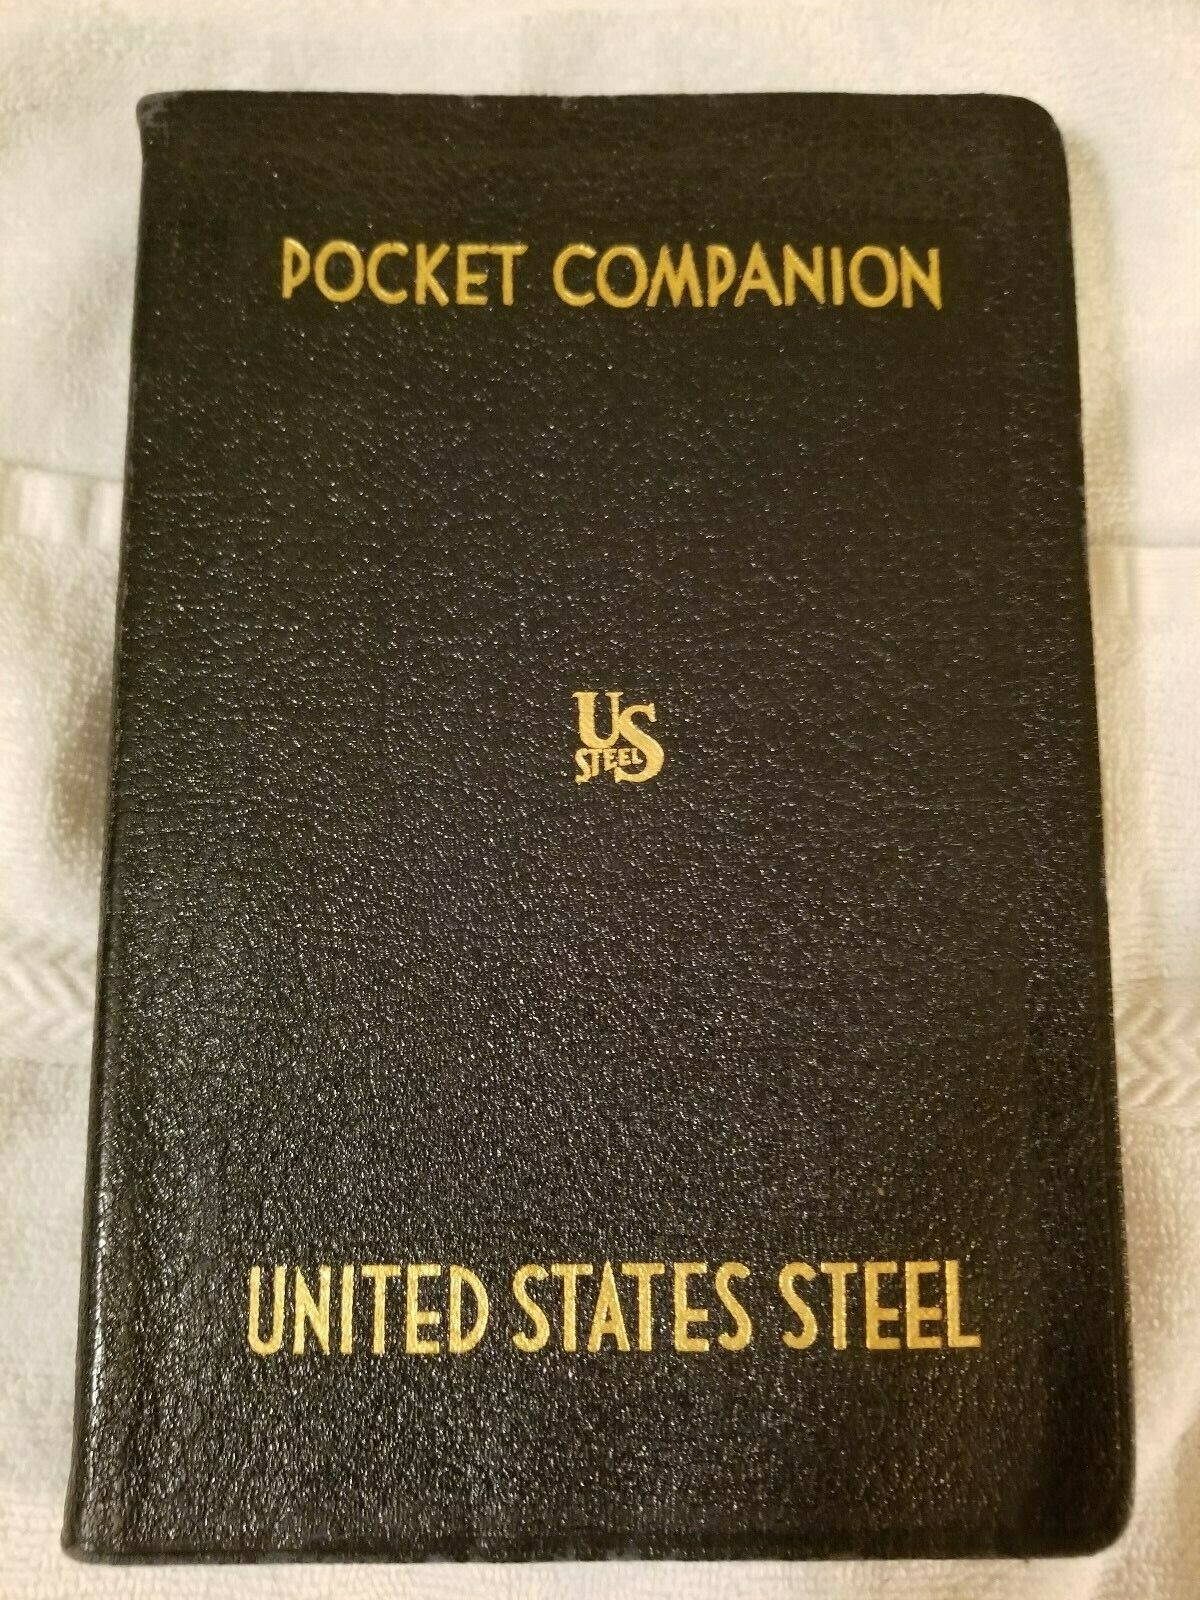 POCKET COMPANION
US
STEEL
UNITED STATES STEEL